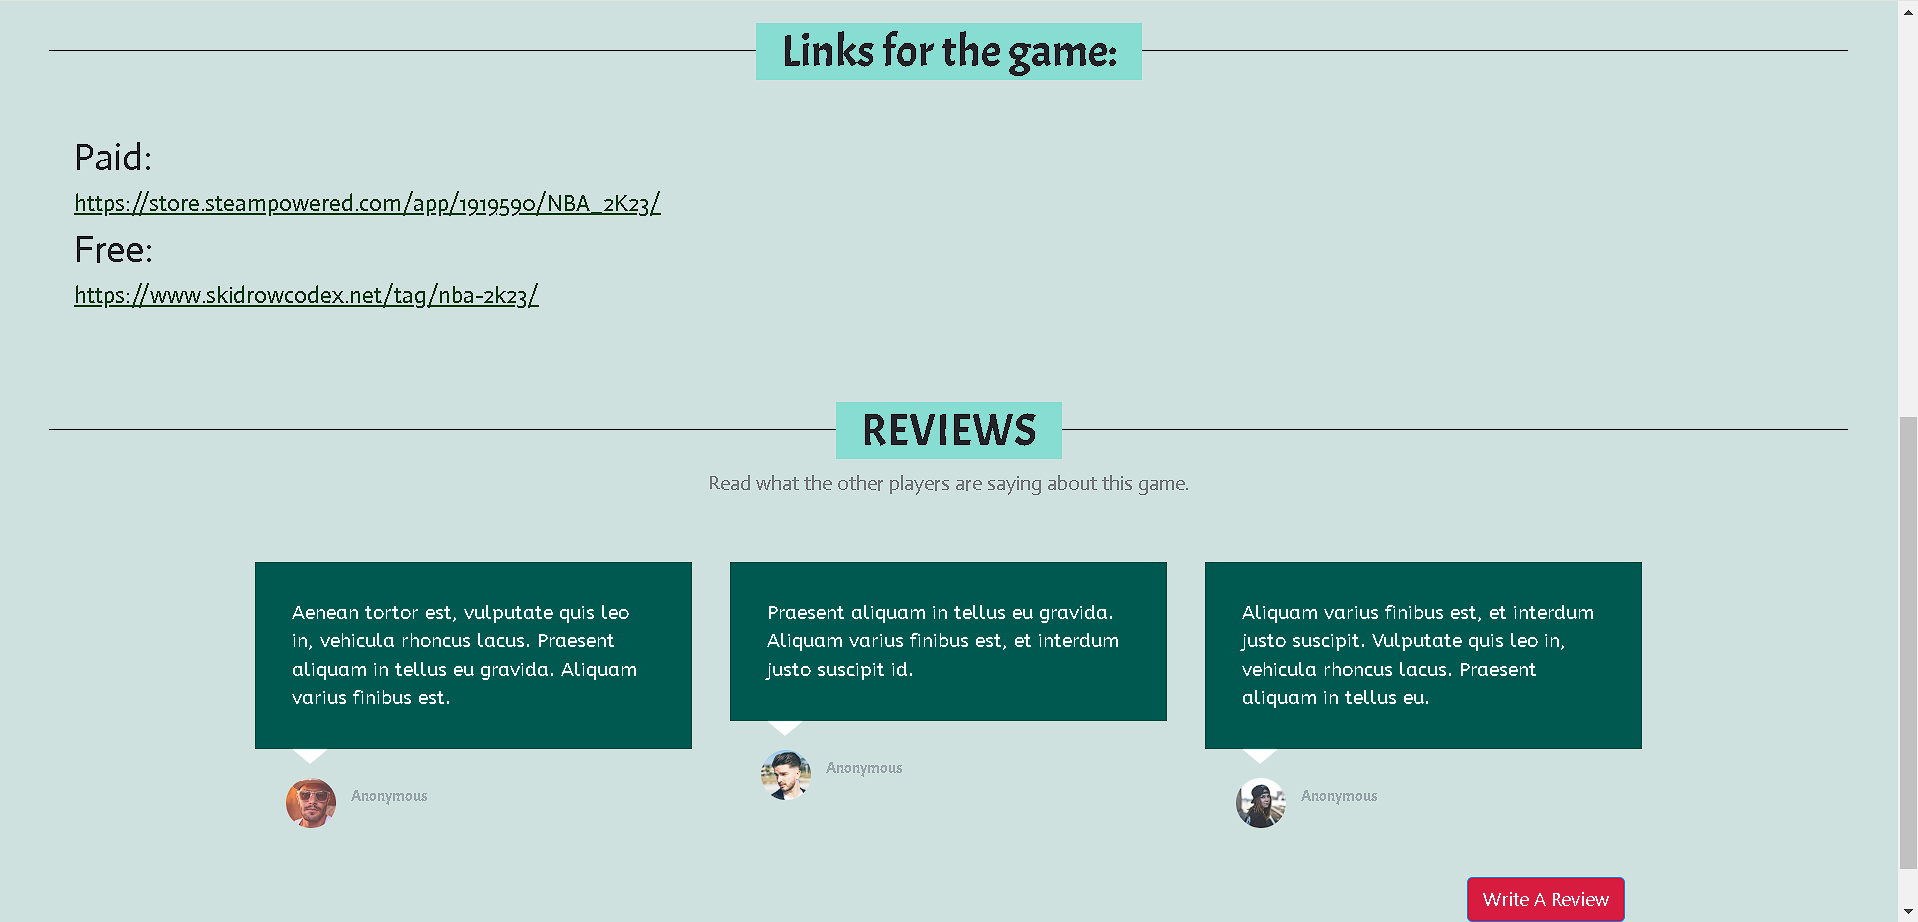 Links for the game:
Paid:
https://store.steampowered.com/app/1919590/NBA_2K23/
Free:
https://www.skidrowcodex.net/tag/nba-2k23/
REVIEWS
Read what the other players are saying about this game.
Aenean tortor est, vulputate quis leo
in, vehicula rhoncus lacus. Praesent
aliquam in tellus eu gravida. Aliquam
varius finibus est.
Anonymous
Praesent aliquam in tellus eu gravida.
Aliquam varius finibus est, et interdum
justo suscipit id.
Anonymous
Aliquam varius finibus est, et interdum
justo suscipit. Vulputate quis leo in,
vehicula rhoncus lacus. Praesent
aliquam in tellus eu.
Anonymous
Write A Review